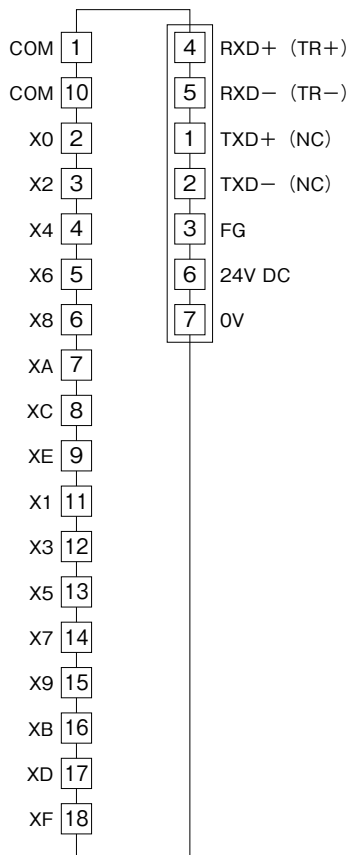 COM 1
COM 10
X0 2
X2 3
X4 4
X6 5
X8 6
XA 7
XC 8
XE 9
X1 11
X3 12
X5 13
X7 14
X9 15
XB 16
XD 17
XF 18
4 RXD+ (TR+)
5 RXD− (TR−)
1 TXD+ (NC)
2 TXD− (NC)
3 FG
6 24V DC
7 0V